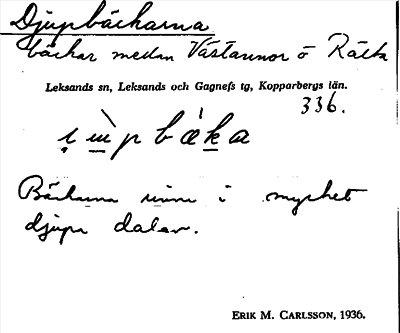 Djupbäckarna
bäckar medan Västannor o Rälta
Leksands sn, Leksands och Gagnefs tg, Kopparbergs län.
336.
Bäckarna rinna i mycket
djupa dalar.
ERIK M. CARLSSON, 1936.